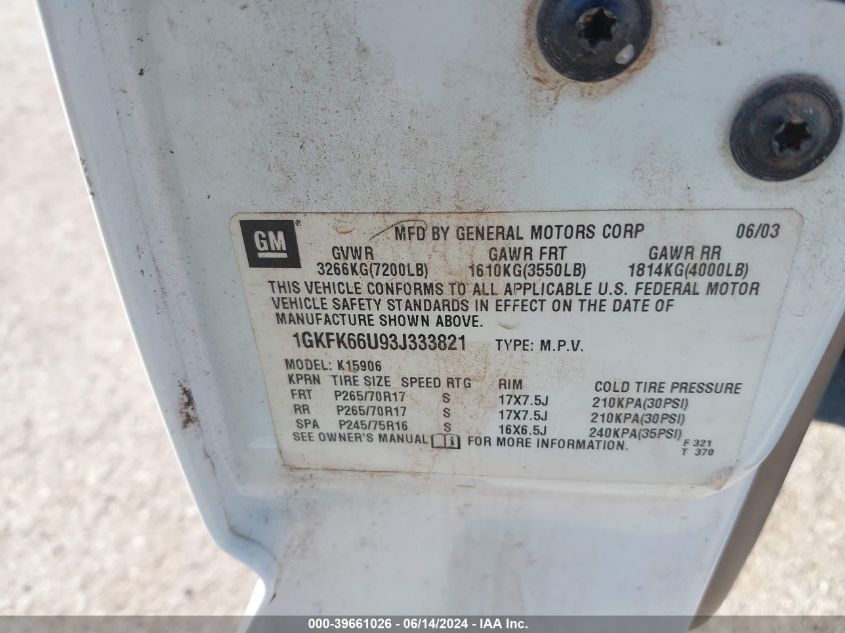 GM ® MFD BY GENERAL MOTORS CORP 06/03
GVWR GAWR FRT GAWR RR
3266KG(7200LB) 1610KG(3550LB) 1814KG(4000LB)
THIS VEHICLE CONFORMS TO ALL APPLICABLE U.S. FEDERAL MOTOR
VEHICLE SAFETY STANDARDS IN EFFECT ON THE DATE OF
MANUFACTURE SHOWN ABOVE.
1GKFK66U93J333821 TYPE: M.P.V.
MODEL: K15906
KPRN TIRE SIZE SPEED RTG RIM COLD TIRE PRESSURE
FRT P265/70R17 S 17X7.5J 210KPA(30PSI)
RR P265/70R17 S 17X7.5J 210KPA(30PSI)
SPA P245/75R16 S 16X6.5J 240KPA(35PSI)
SEE OWNER'S MANUAL FOR MORE INFORMATION. F 321
T 370
000-39661026 - 06/14/2024 - IAA Inc.